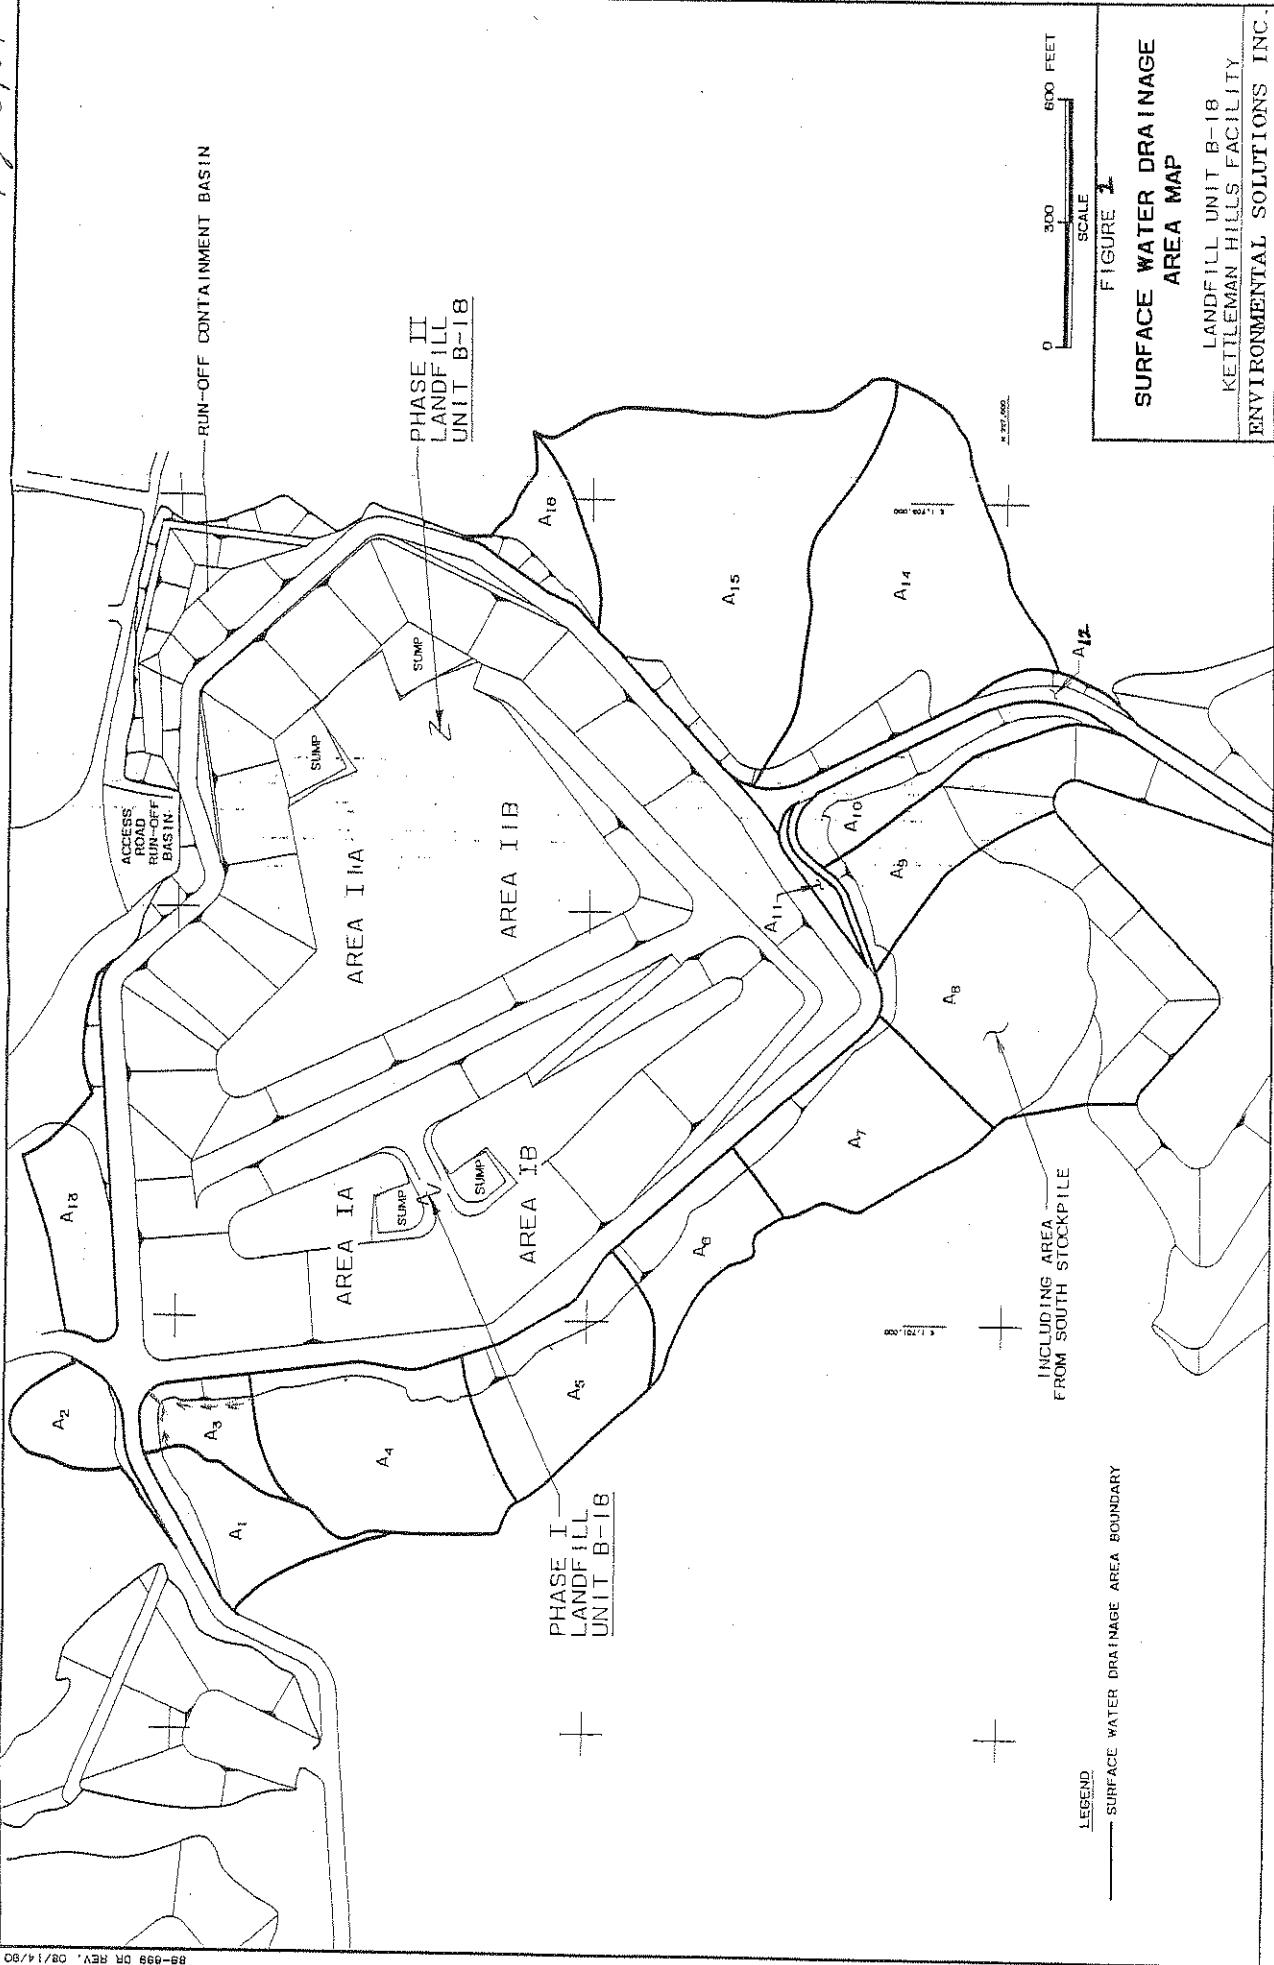 RUN-OFF CONTAINMENT BASIN
PHASE II
LANDFILL
UNIT B-18
ACCESS
ROAD
RUN-OFF
BASIN
SUMP
SUMP
AREA IIA
AREA IIB
AREA IA
AREA IB
SUMP
SUMP
PHASE I
LANDFILL
UNIT B-18
A1
A2
A3
A4
A5
A6
A7
A8
A9
A10
A11
A12
A13
A14
A15
A16
INCLUDING AREA
FROM SOUTH STOCKPILE
E 1,701,000
LEGEND
SURFACE WATER DRAINAGE AREA BOUNDARY
0 300 600 FEET
SCALE
FIGURE 2
SURFACE WATER DRAINAGE
AREA MAP
LANDFILL UNIT B-18
KETTLEMAN HILLS FACILITY
ENVIRONMENTAL SOLUTIONS INC.
88-699 DR REV. 08/14/90